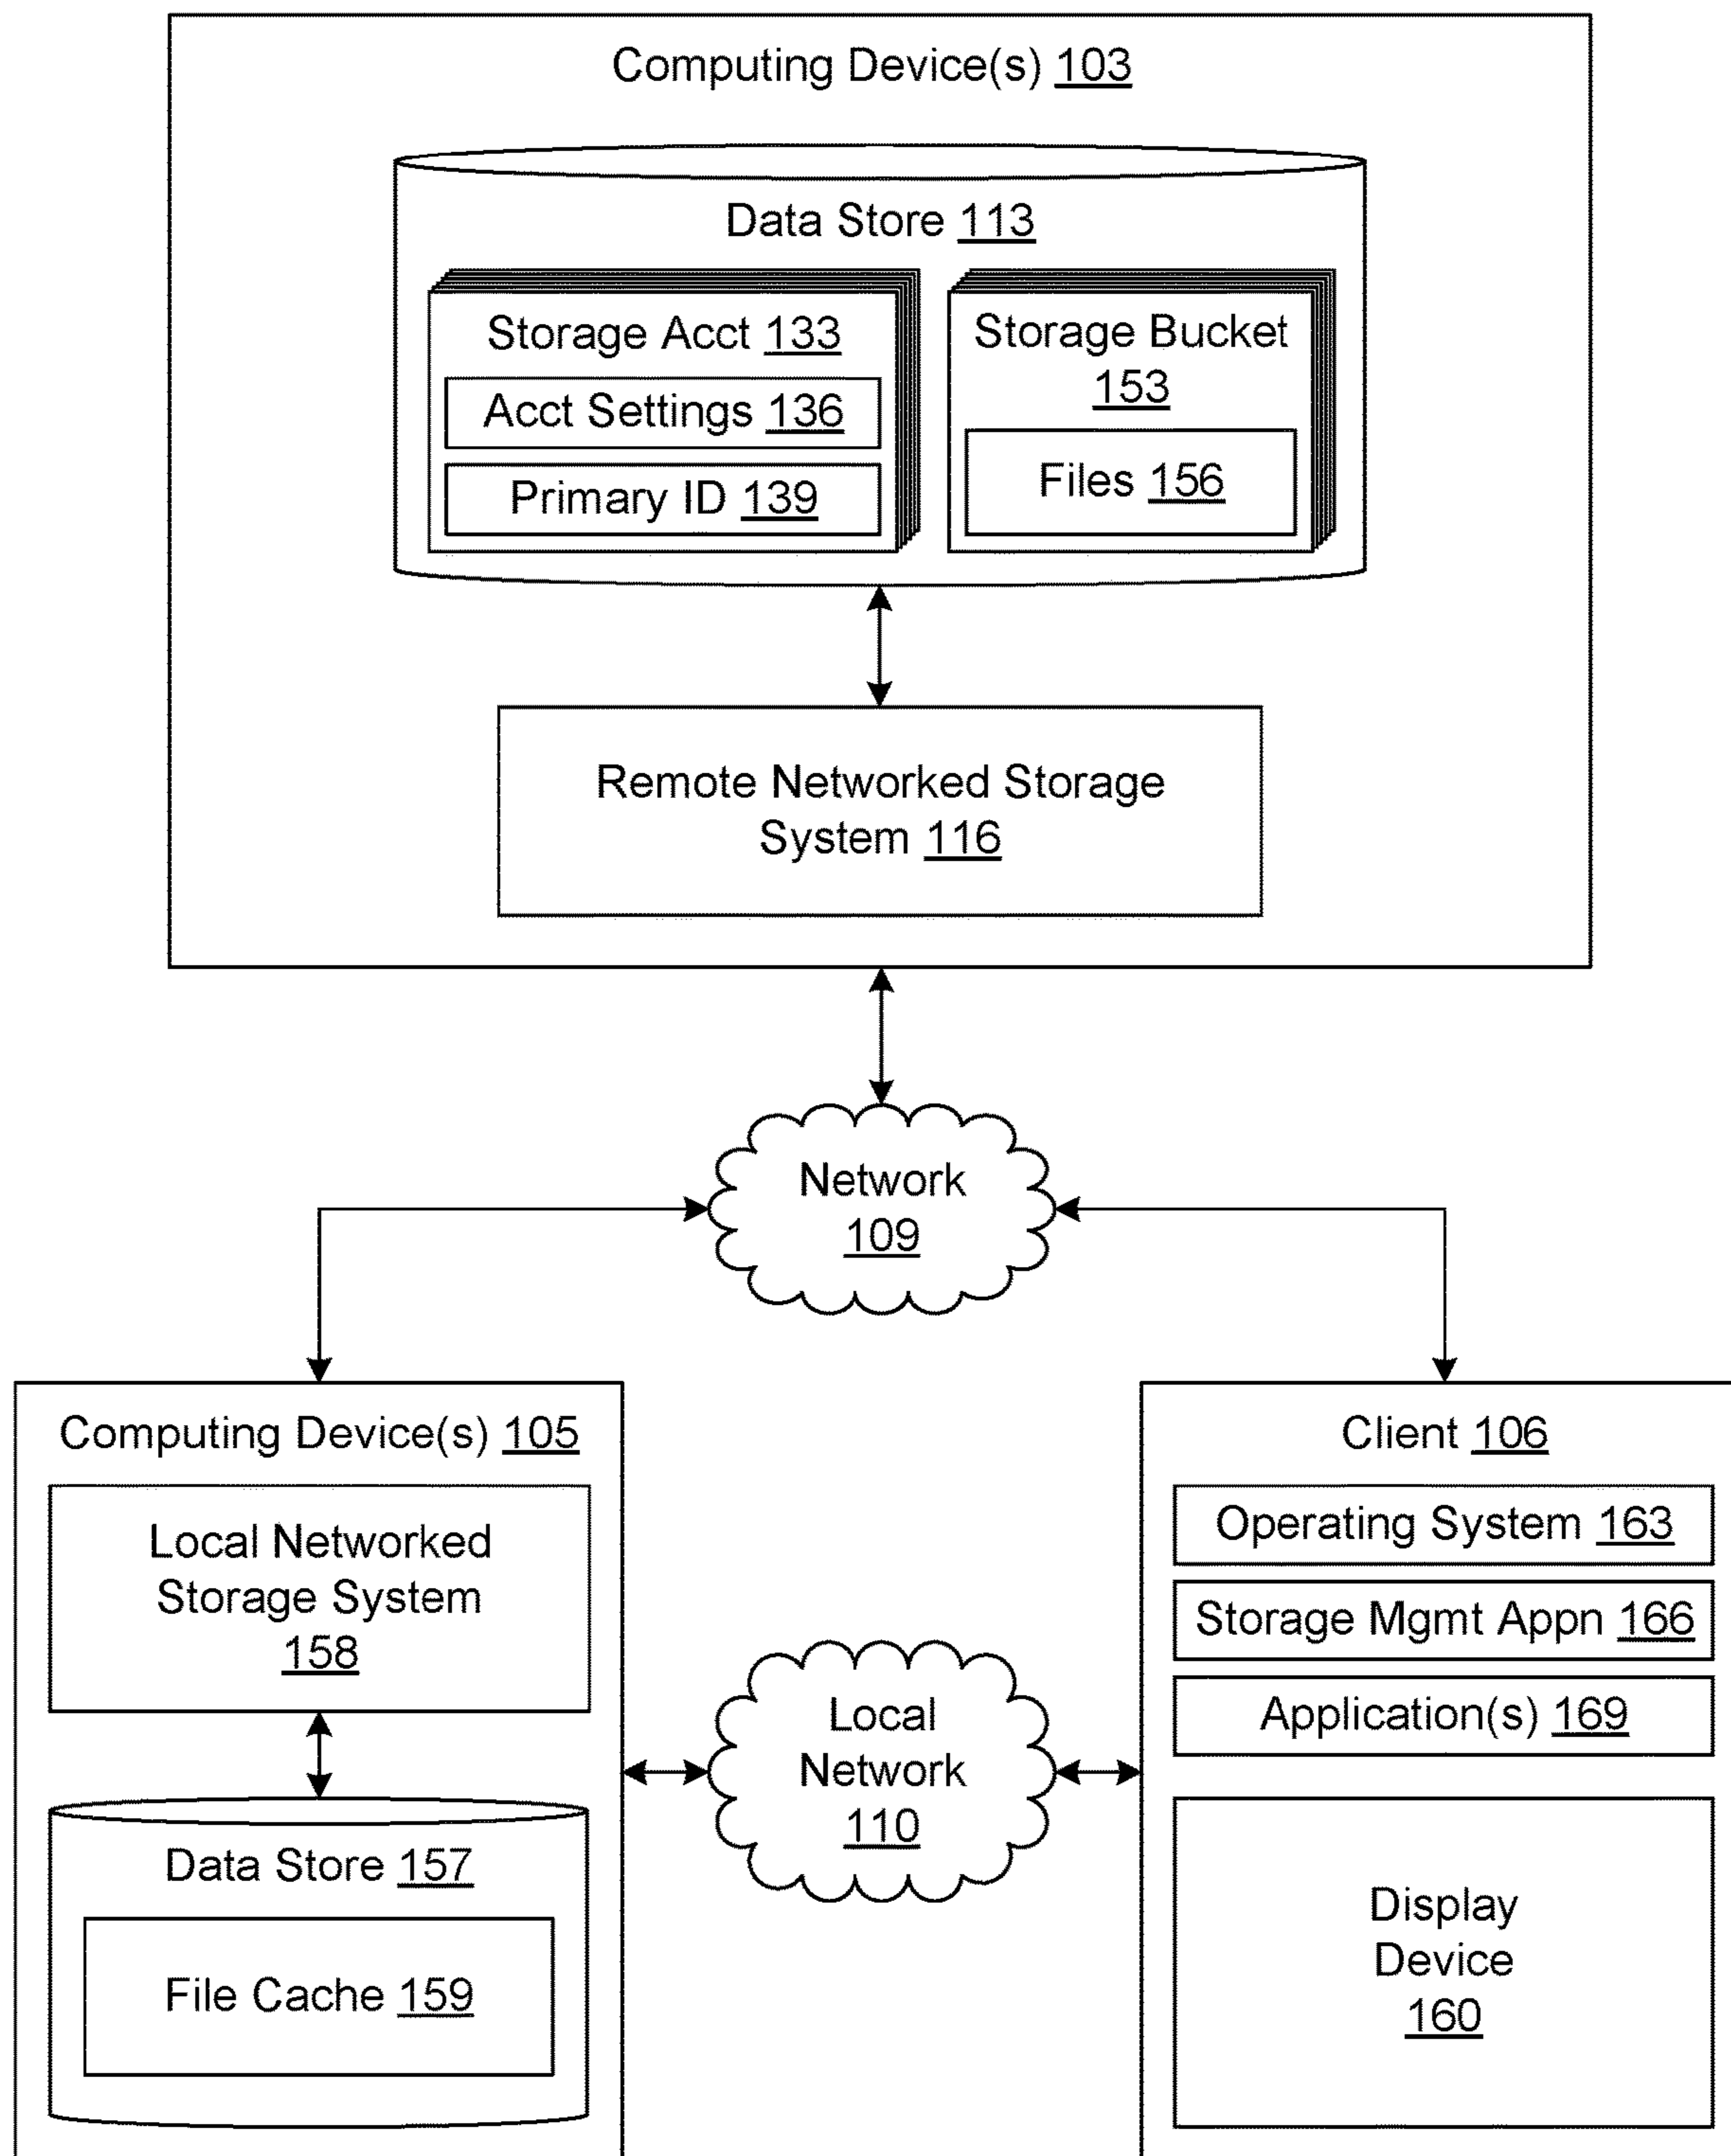 Computing Device(s) 103
Data Store 113
Storage Acct 133
Acct Settings 136
Primary ID 139
Storage Bucket
153
Files 156
Remote Networked Storage
System 116
Network
109
Computing Device(s) 105
Local Networked
Storage System
158
Data Store 157
File Cache 159
Local
Network
110
Client 106
Operating System 163
Storage Mgmt Appn 166
Application(s) 169
Display
Device
160